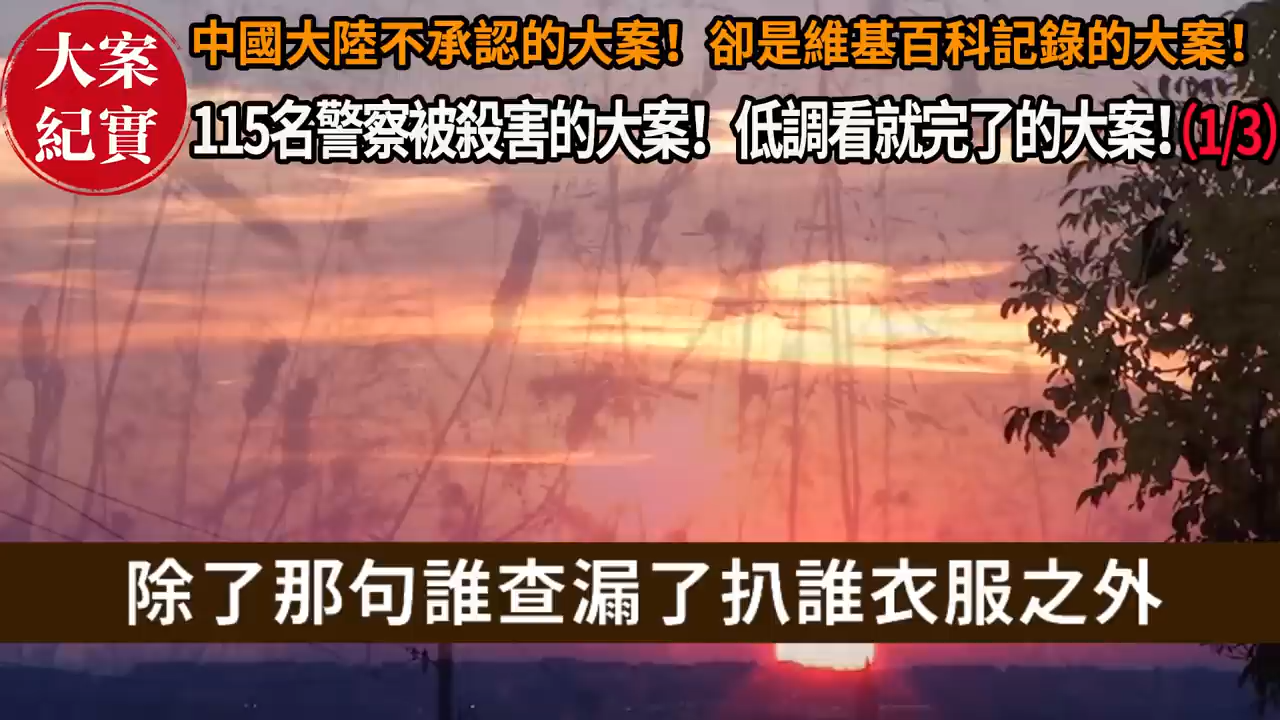 大案
紀實
中國大陸不承認的大案！卻是維基百科記錄的大案！
115名警察被殺害的大案！低調看就完了的大案！(1/3)
除了那句誰查漏了扒誰衣服之外